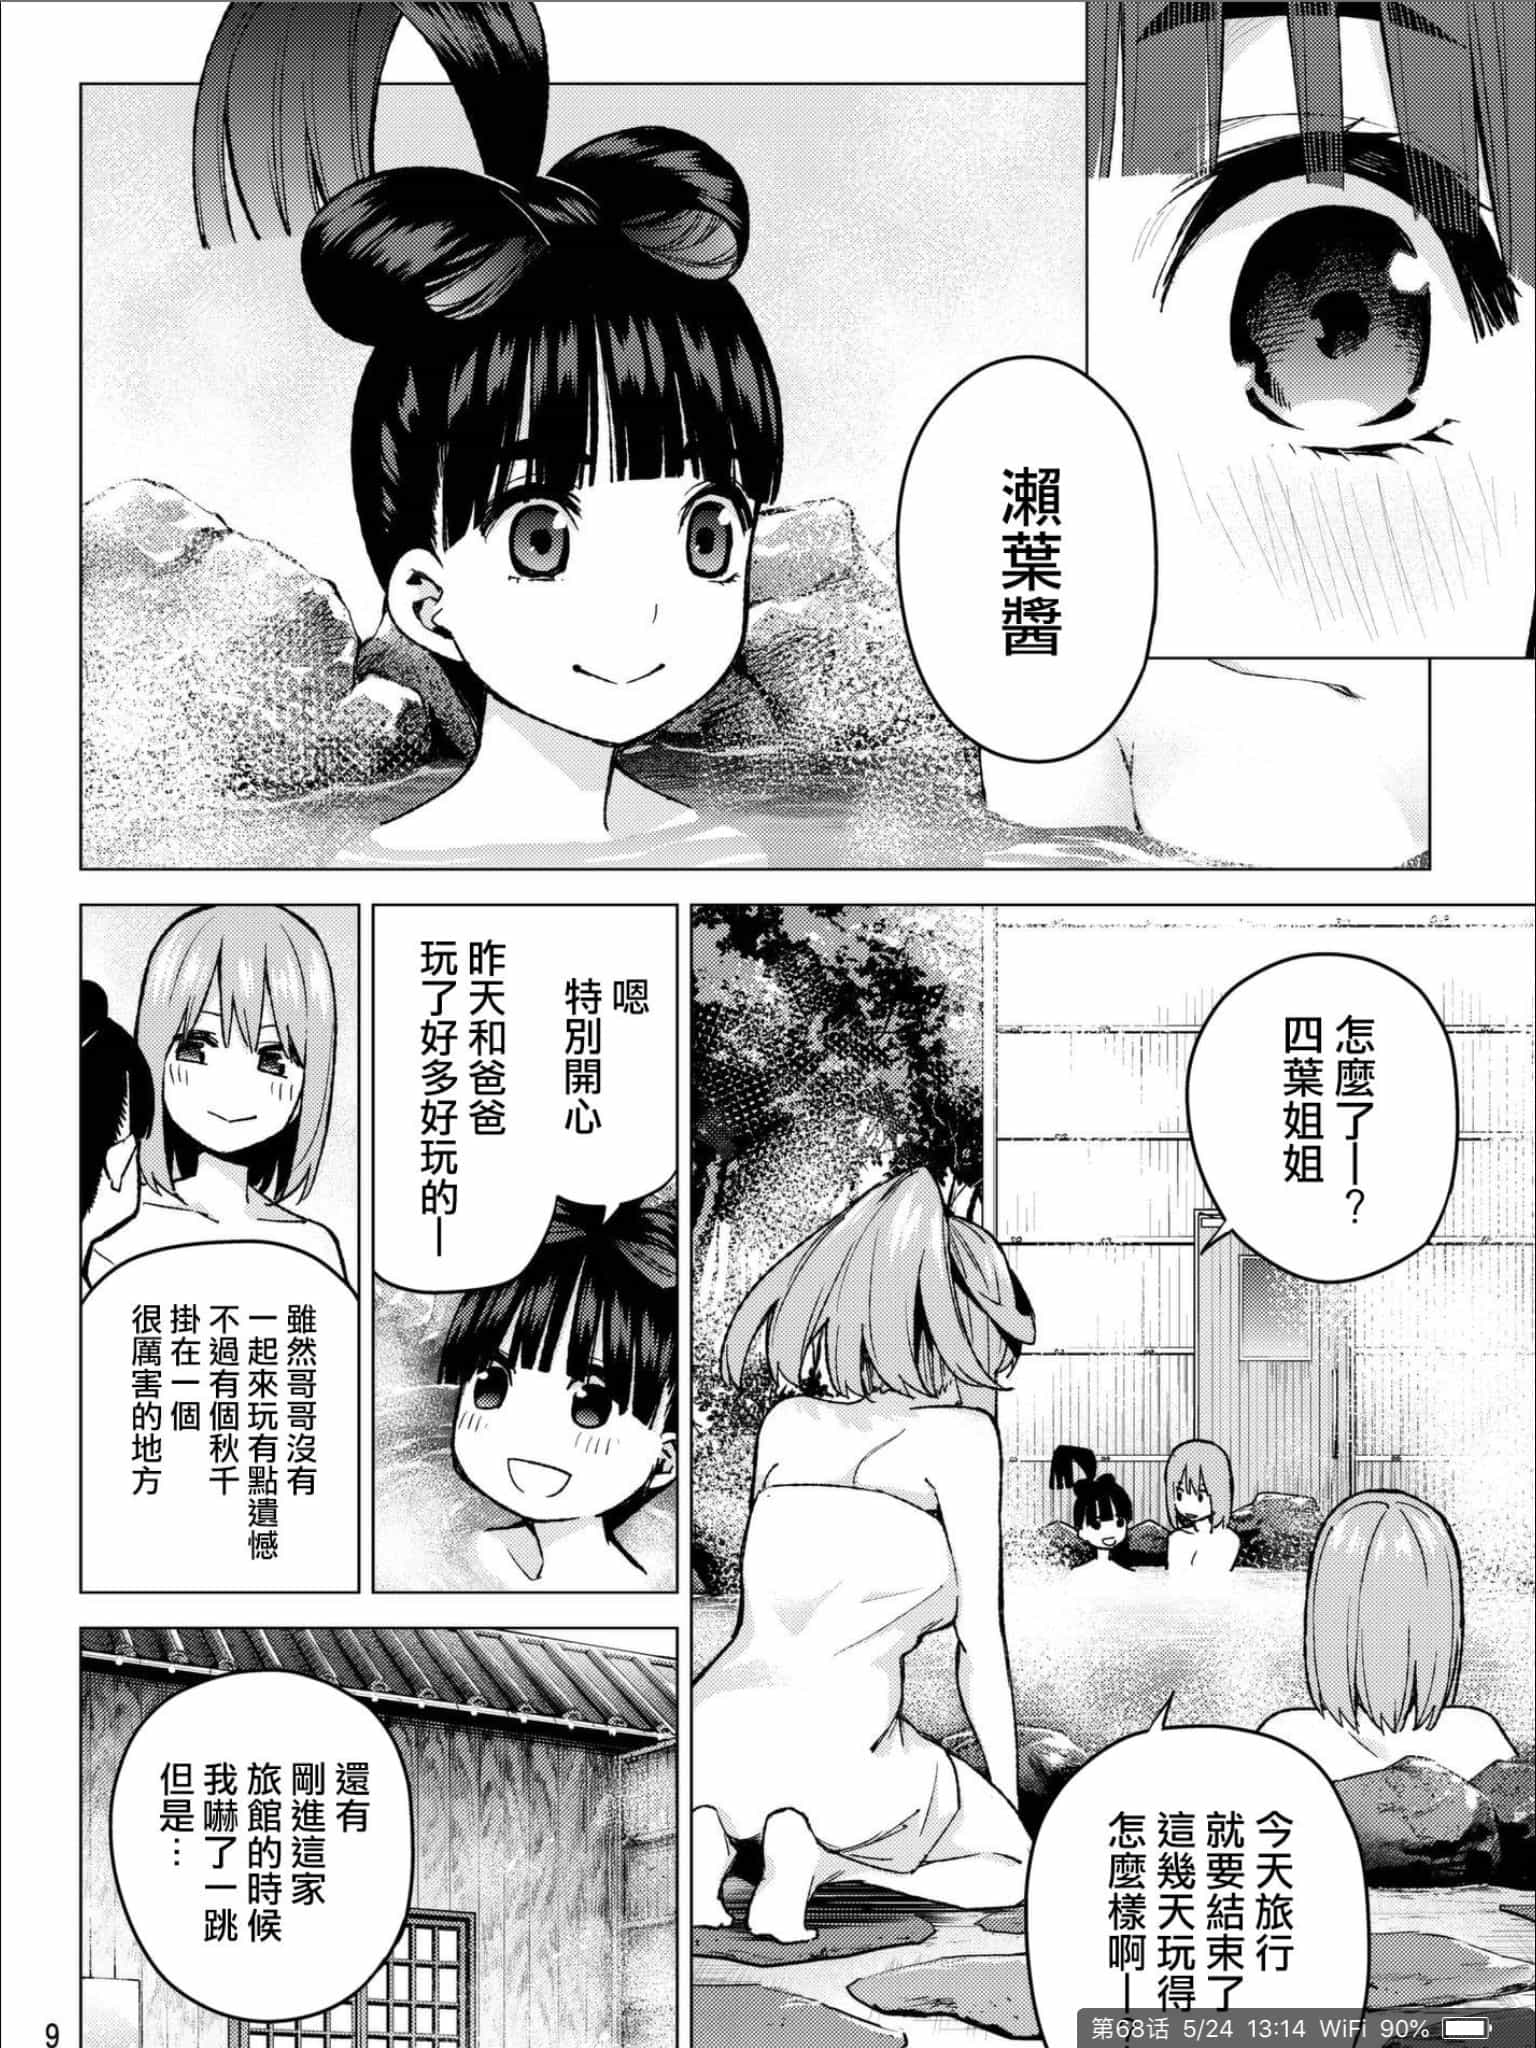 瀨葉醬
怎麼了ー？
四葉姐姐
今天旅行
就要結束了
這幾天玩得
怎麼樣啊ー
嗯
特別開心
昨天和爸爸
玩了好多好玩的ー
雖然哥哥沒有
一起來玩有點遺憾
不過有個秋千
掛在一個
很厲害的地方
還有
剛進這家
旅館的時候
我嚇了一跳
但是…
9
第68话 5/24 13:14 WiFi 90%